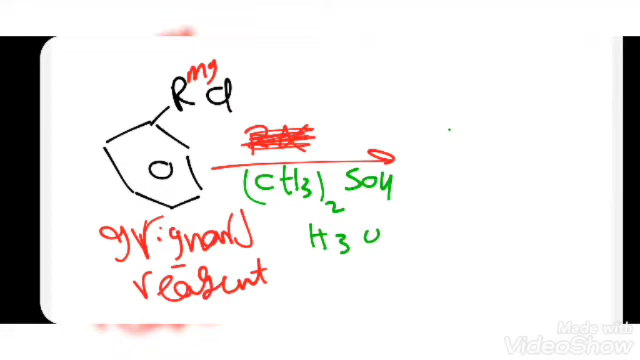 Mg
R Cl
(CH3)2 SO4
H3O
grignard
reagent
Made with
VideoShow